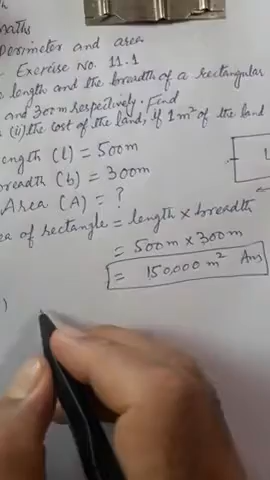 Maths
Perimeter and area
Exercise No. 11.1
length and the breadth of a rectangular
and 300m respectively. Find
(ii) the cost of the land, if 1m² of the land
length (l) = 500m
breadth (b) = 300m
Area (A) = ?
area of rectangle = length × breadth
= 500m × 300m
= 150,000 m² Ans
)